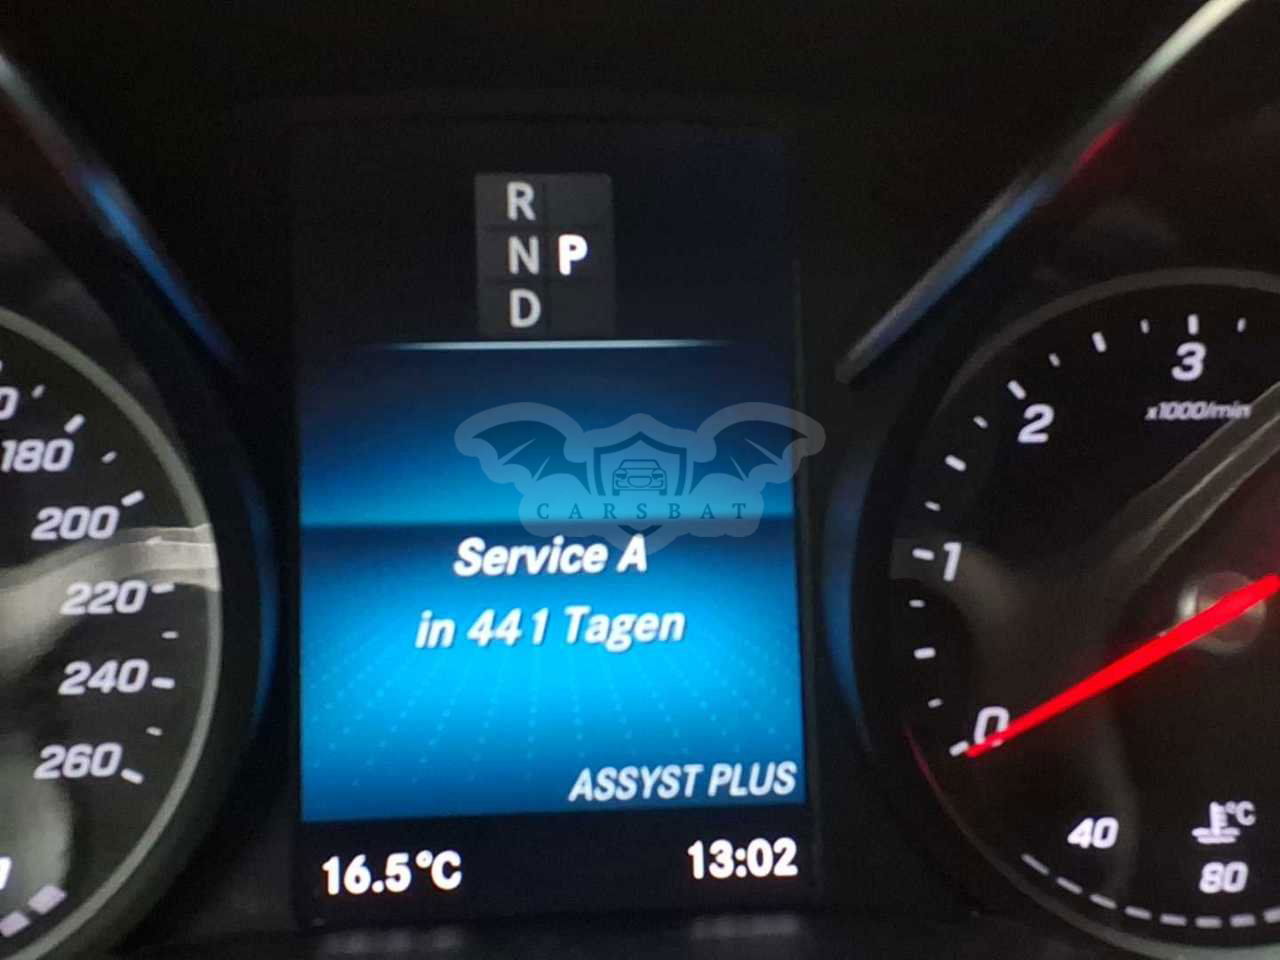 R
N P
D
CARSBAT
Service A
in 441 Tagen
ASSYST PLUS
16.5°C
13:02
180
200
220
240
260
3
x1000/min
2
1
0
40
°C
80